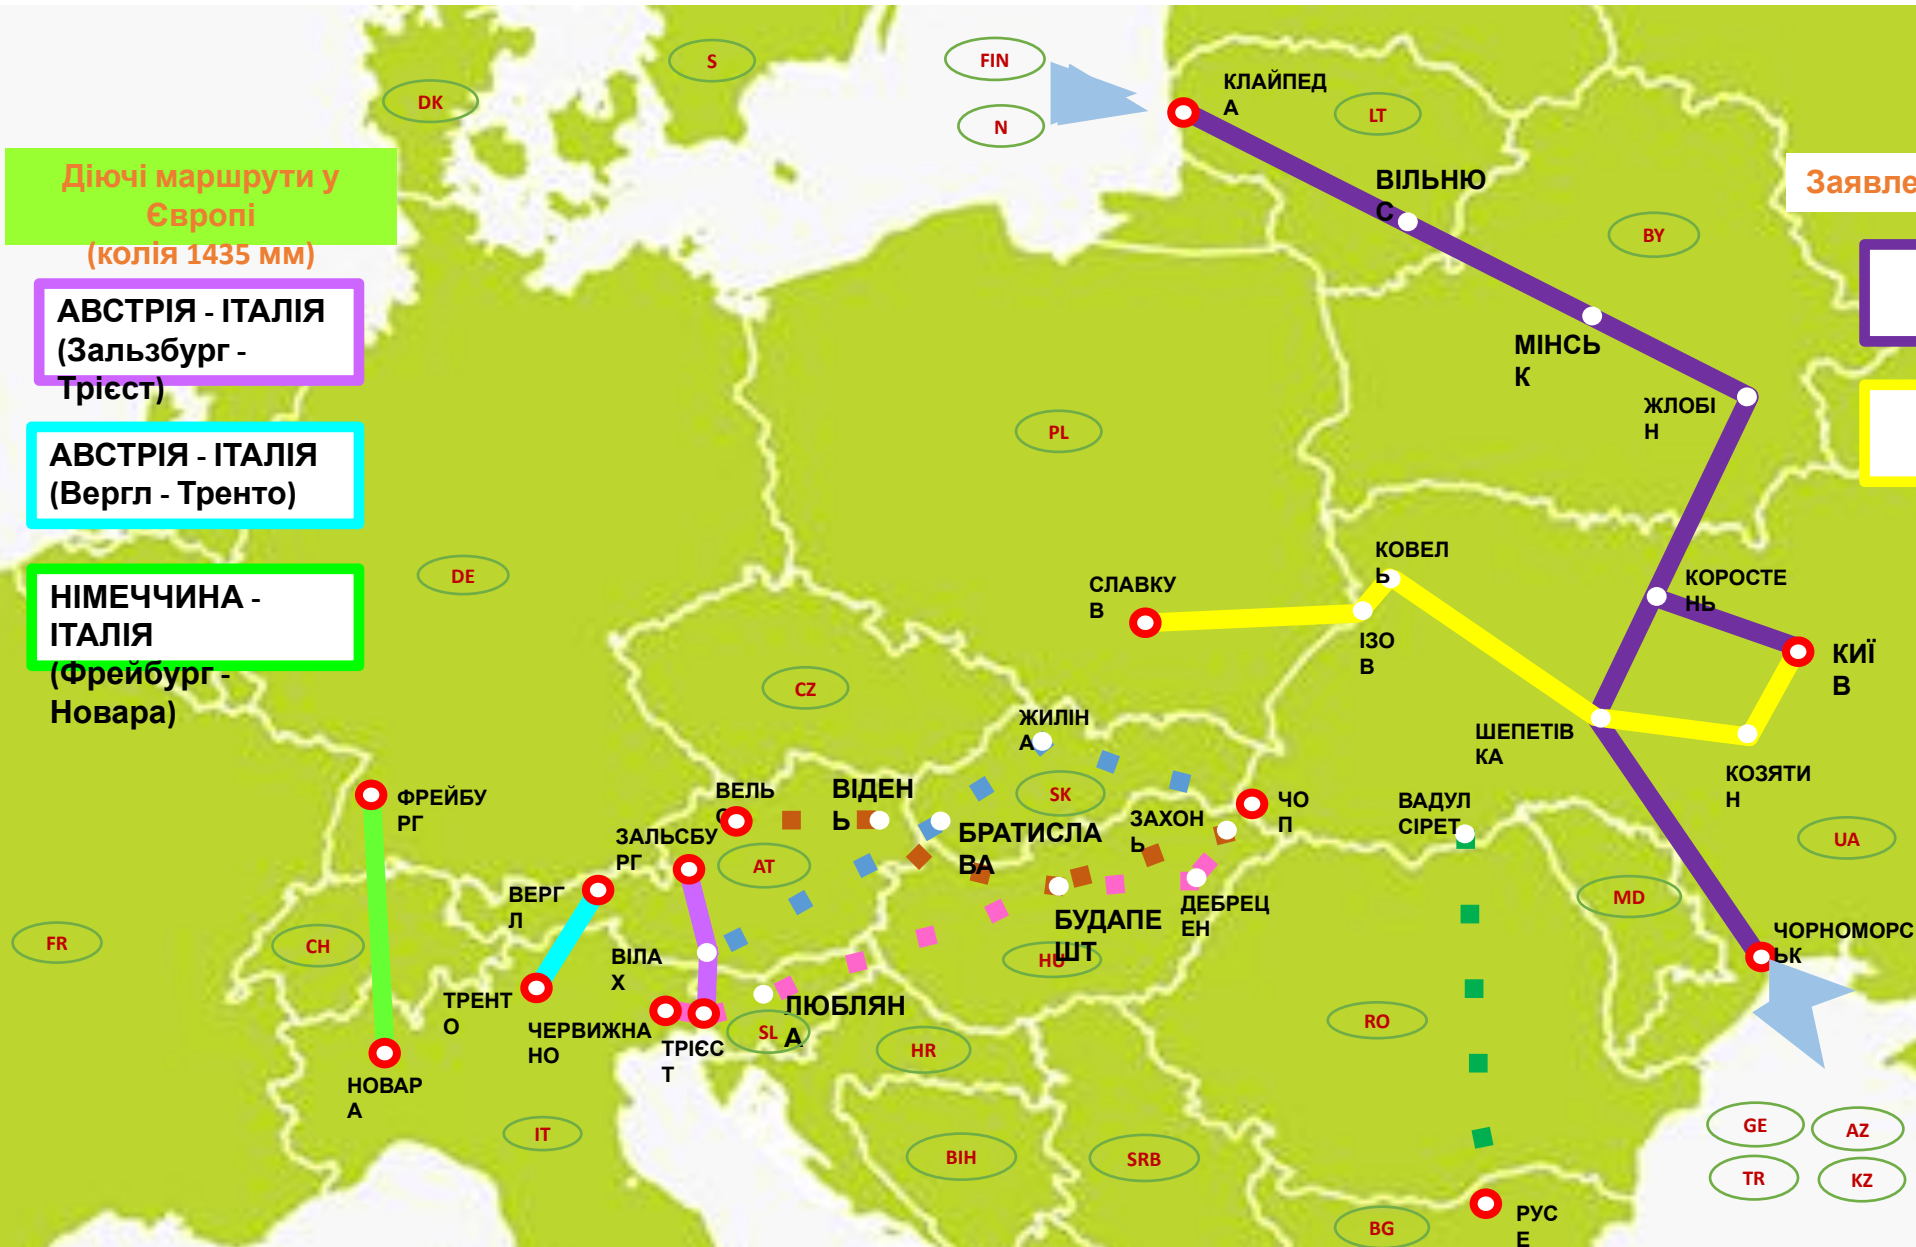 S
FIN
DK
N
КЛАЙПЕД
А
LT
Діючі маршрути у
Європі
(колія 1435 мм)
ВІЛЬНЮ
С
Заявле
BY
АВСТРІЯ - ІТАЛІЯ
(Зальзбург -
Трієст)
МІНСЬ
К
ЖЛОБІ
Н
PL
АВСТРІЯ - ІТАЛІЯ
(Вергл - Тренто)
DE
НІМЕЧЧИНА -
ІТАЛІЯ
(Фрейбург -
Новара)
КОВЕЛ
Ь
СЛАВКУ
В
ІЗО
В
КОРОСТЕ
НЬ
КИЇ
В
CZ
ЖИЛІН
А
ШЕПЕТІВ
КА
КОЗЯТИ
Н
ФРЕЙБУ
РГ
ВЕЛЬ
С
ВІДЕН
Ь
SK
ЧО
П
ВАДУЛ
СІРЕТ
ЗАХОН
Ь
БРАТИСЛА
ВА
ЗАЛЬСБУ
РГ
AT
UA
ВЕРГ
Л
ДЕБРЕЦ
ЕН
БУДАПЕ
ШТ
MD
FR
CH
HU
ЧОРНОМОРС
ЬК
ВІЛА
Х
ТРЕНТ
О
ЧЕРВИЖНА
НО
ЛЮБЛЯН
А
SL
ТРІЄС
Т
HR
RO
НОВАР
А
IT
BIH
SRB
GE
AZ
TR
KZ
РУС
Е
BG